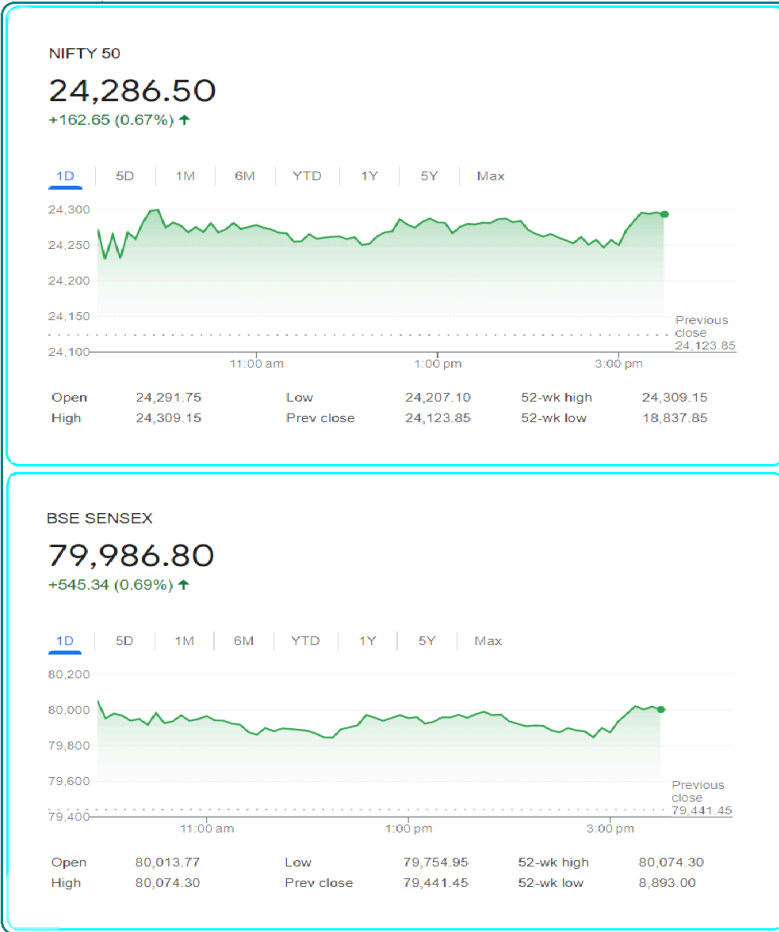 NIFTY 50
24,286.50
+162.65 (0.67%) ↑
1D 5D 1M 6M YTD 1Y 5Y Max
24,300
24,250
24,200
24,150
Previous
close
24,123.85
24,100
11:00 am 1:00 pm 3:00 pm
Open 24,291.75 Low 24,207.10 52-wk high 24,309.15
High 24,309.15 Prev close 24,123.85 52-wk low 18,837.85
BSE SENSEX
79,986.80
+545.34 (0.69%) ↑
1D 5D 1M 6M YTD 1Y 5Y Max
80,200
80,000
79,800
79,600
Previous
close
79,441.45
79,400
11:00 am 1:00 pm 3:00 pm
Open 80,013.77 Low 79,754.95 52-wk high 80,074.30
High 80,074.30 Prev close 79,441.45 52-wk low 8,893.00